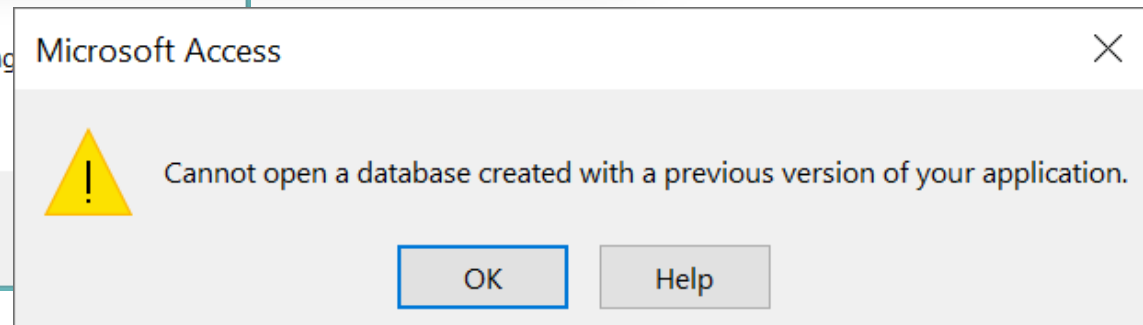 Microsoft Access
Cannot open a database created with a previous version of your application.
OK
Help